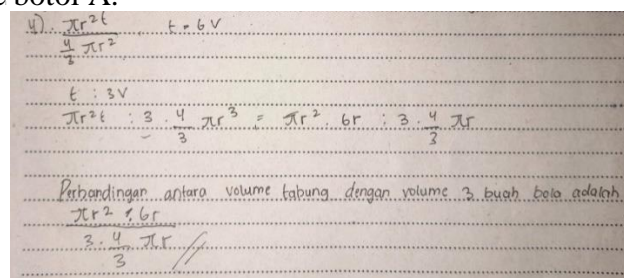 e botol A.
4). πr²t / 4/3 πr² , t = 6V
t : 3V
πr²t : 3 . 4/3 πr³ = πr² . 6r : 3 . 4/3 πr
Perbandingan antara volume tabung dengan volume 3 buah bola adalah
πr² : 6r / 3 . 4/3 πr //